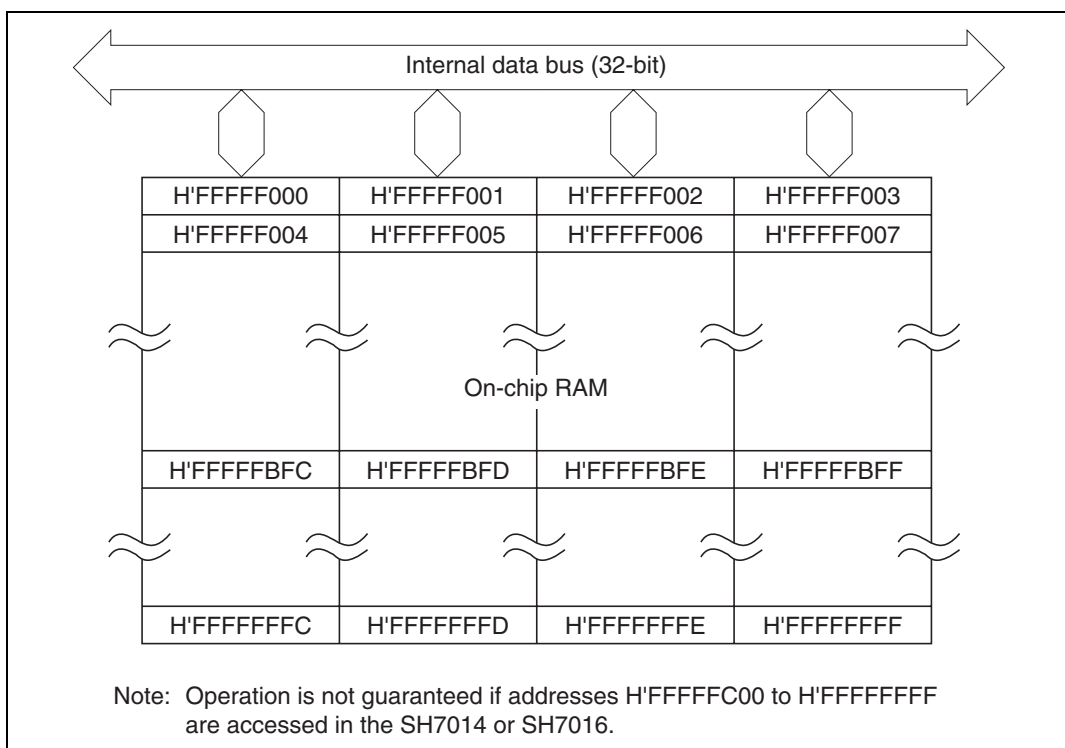 Internal data bus (32-bit)
H'FFFFF000 H'FFFFF001 H'FFFFF002 H'FFFFF003
H'FFFFF004 H'FFFFF005 H'FFFFF006 H'FFFFF007
On-chip RAM
H'FFFFFBFC H'FFFFFBFD H'FFFFFBFE H'FFFFFBFF
H'FFFFFFFC H'FFFFFFFD H'FFFFFFFE H'FFFFFFFF
Note: Operation is not guaranteed if addresses H'FFFFFC00 to H'FFFFFFFF
are accessed in the SH7014 or SH7016.